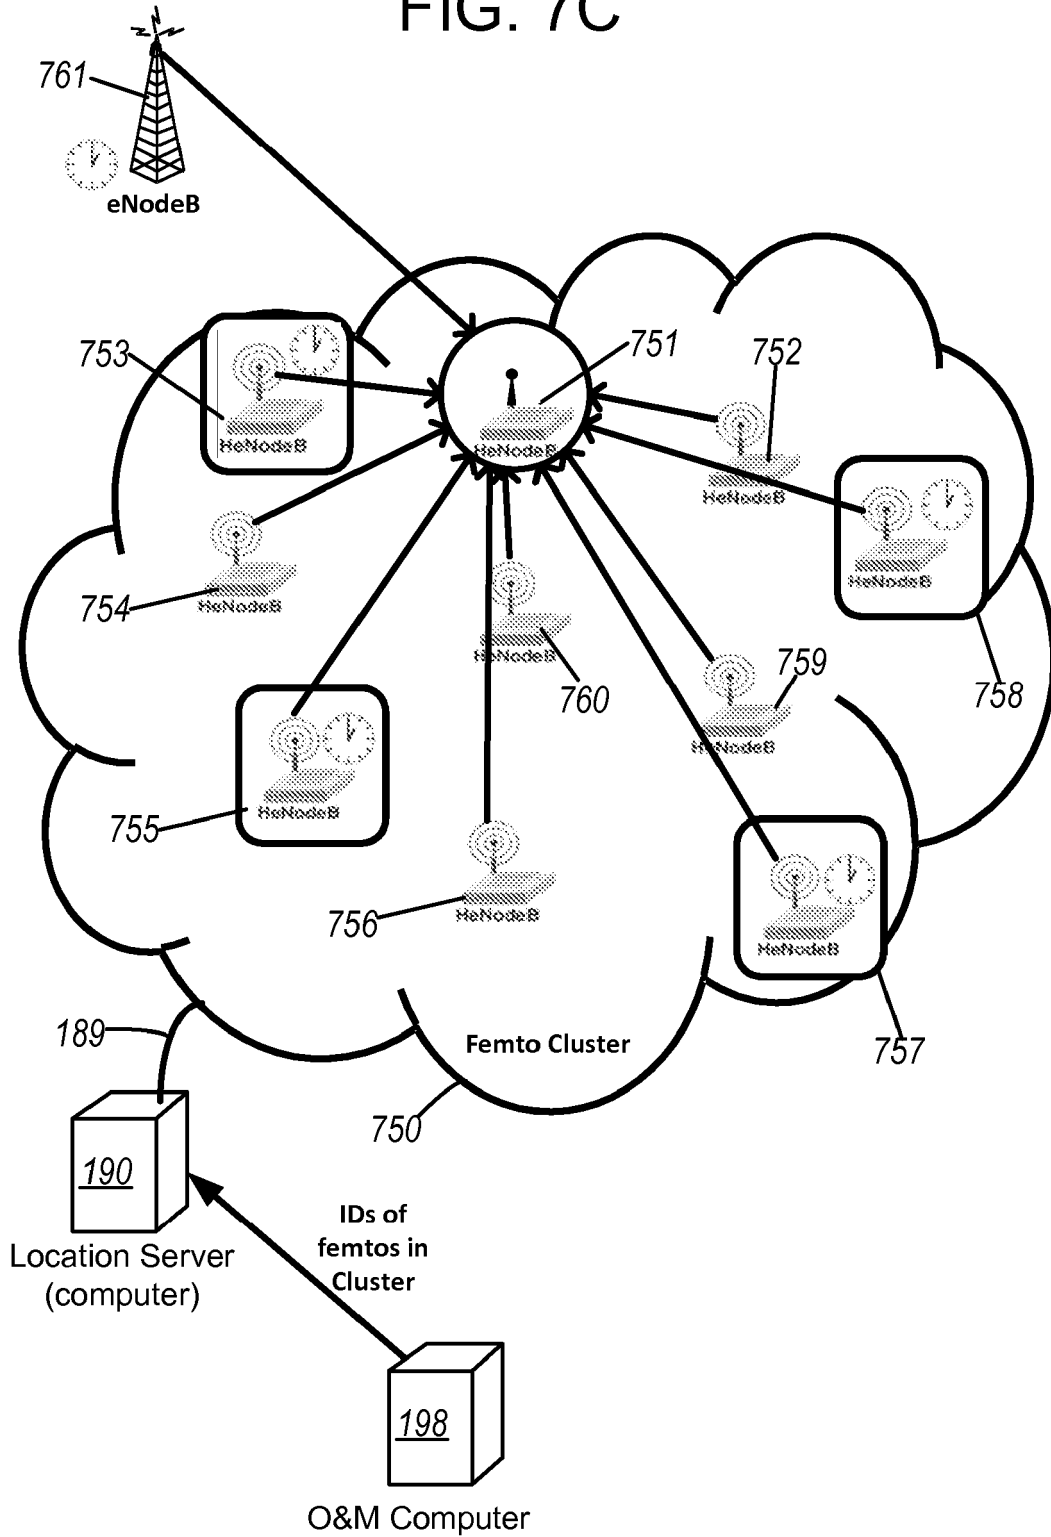 FIG. 7C
761
eNodeB
753
751
752
HeNodeB
HeNodeB
HeNodeB
HeNodeB
754
HeNodeB
HeNodeB
760
759
758
HeNodeB
755
HeNodeB
756
HeNodeB
HeNodeB
189
Femto Cluster
757
750
190
Location Server
(computer)
IDs of
femtos in
Cluster
198
O&M Computer